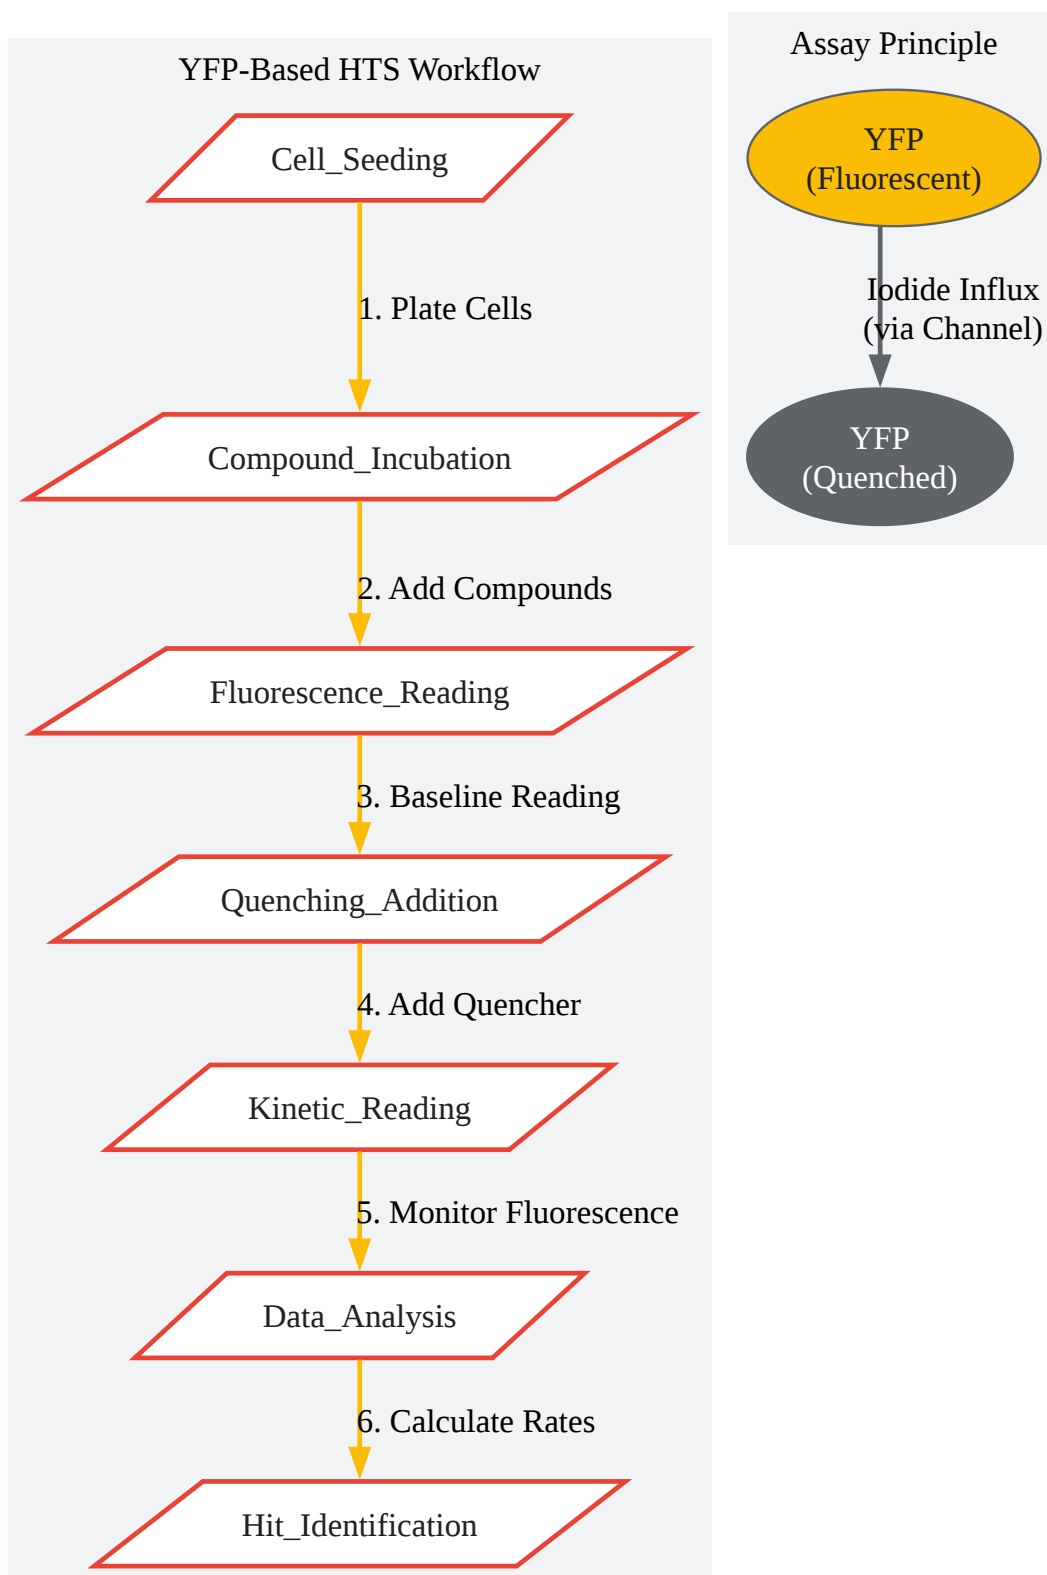 YFP-Based HTS Workflow
Cell_Seeding
1. Plate Cells
Compound_Incubation
2. Add Compounds
Fluorescence_Reading
3. Baseline Reading
Quenching_Addition
4. Add Quencher
Kinetic_Reading
5. Monitor Fluorescence
Data_Analysis
6. Calculate Rates
Hit_Identification
Assay Principle
YFP
(Fluorescent)
Iodide Influx
(via Channel)
YFP
(Quenched)